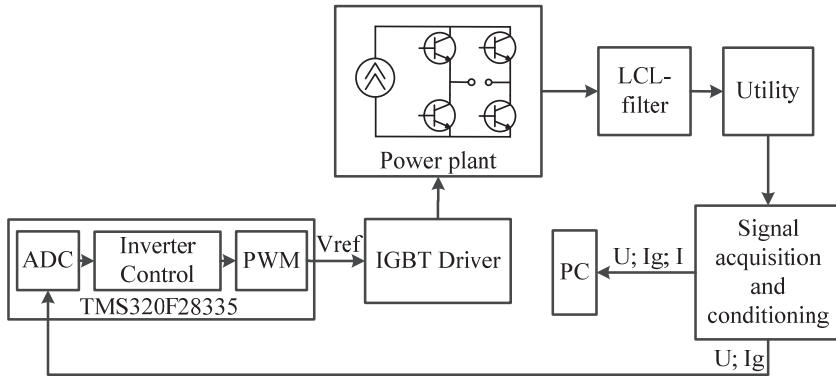 Power plant
LCL-
filter
Utility
ADC
Inverter
Control
PWM
TMS320F28335
Vref
IGBT Driver
PC
U; Ig; I
Signal
acquisition
and
conditioning
U; Ig